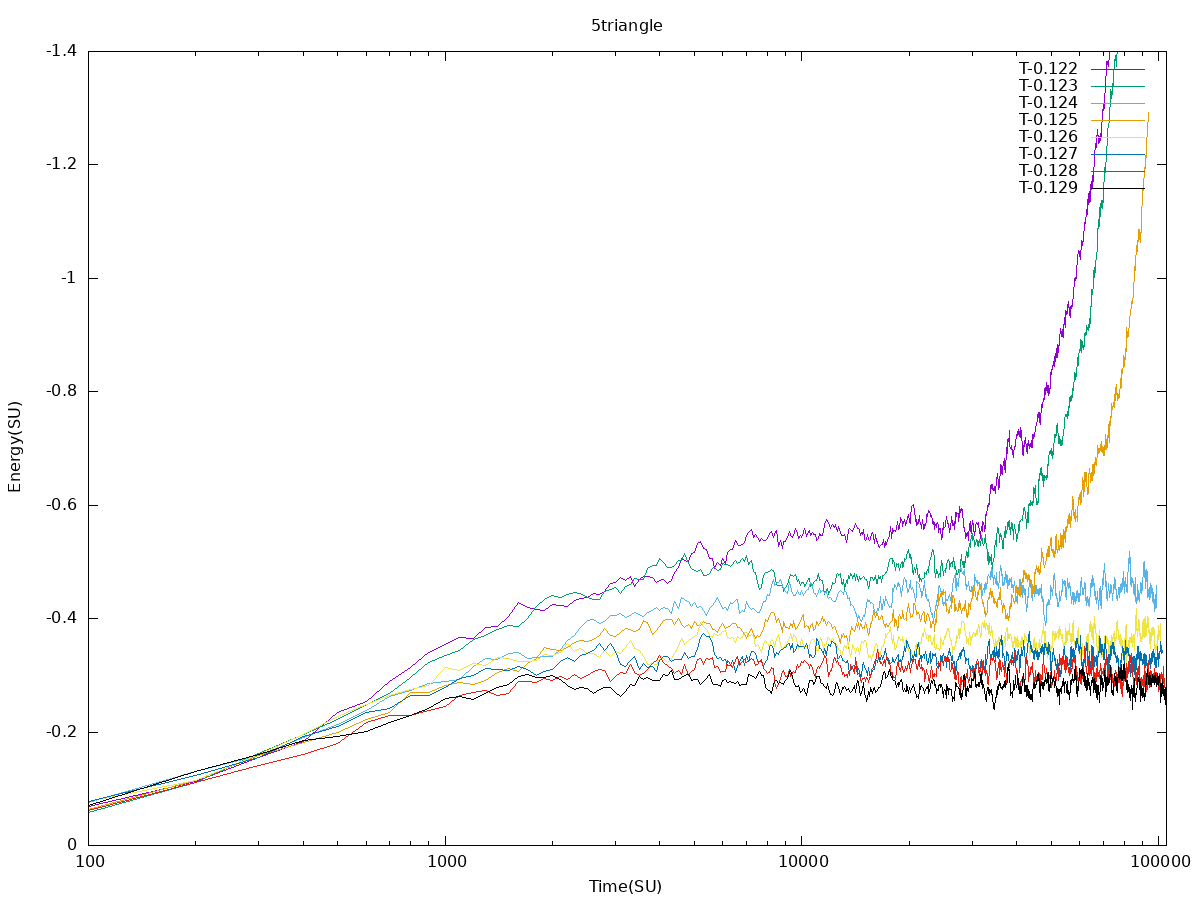 5triangle
-1.4
-1.2
-1
-0.8
-0.6
-0.4
-0.2
0
Energy(SU)
T-0.122
T-0.123
T-0.124
T-0.125
T-0.126
T-0.127
T-0.128
T-0.129
100
1000
10000
100000
Time(SU)